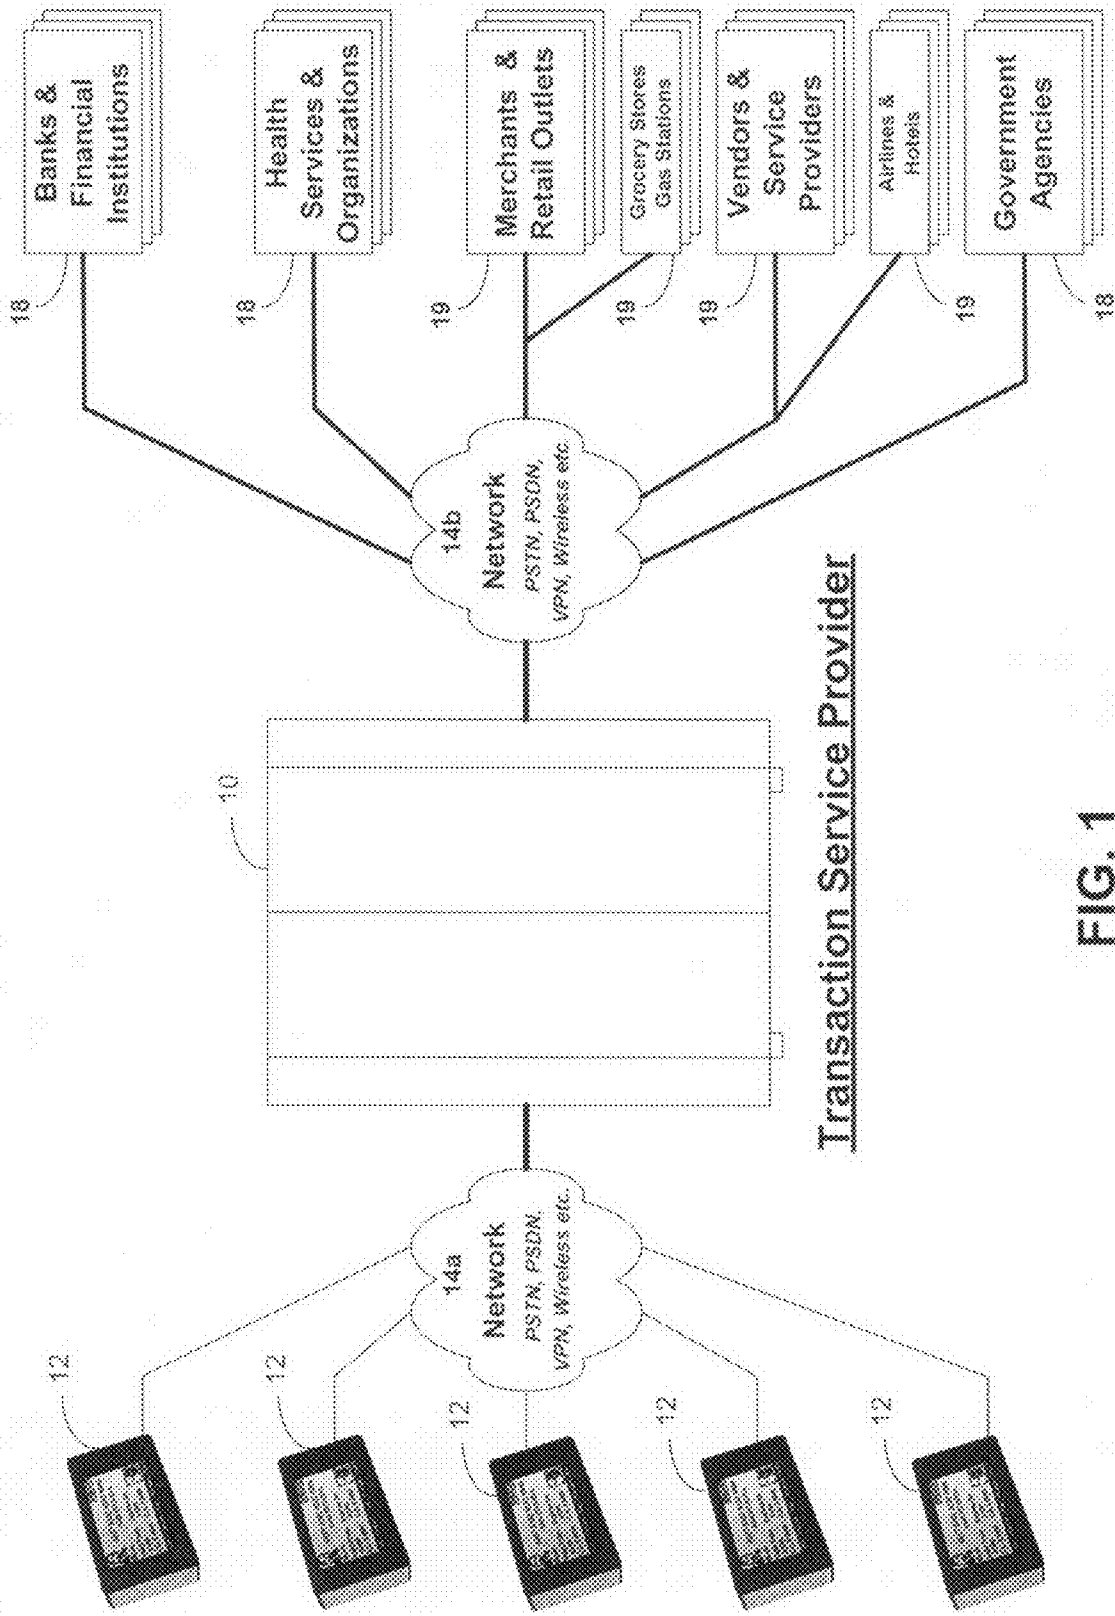 12
12
12
12
12
14a
Network
PSTN, PSDN,
VPN, Wireless etc.
10
Transaction Service Provider
14b
Network
PSTN, PSDN,
VPN, Wireless etc
18
Banks &
Financial
Institutions
18
Health
Services &
Organizations
19
Merchants &
Retail Outlets
19
Grocery Stores
Gas Stations
19
Vendors &
Service
Providers
19
Airlines &
Hotels
18
Government
Agencies
FIG. 1